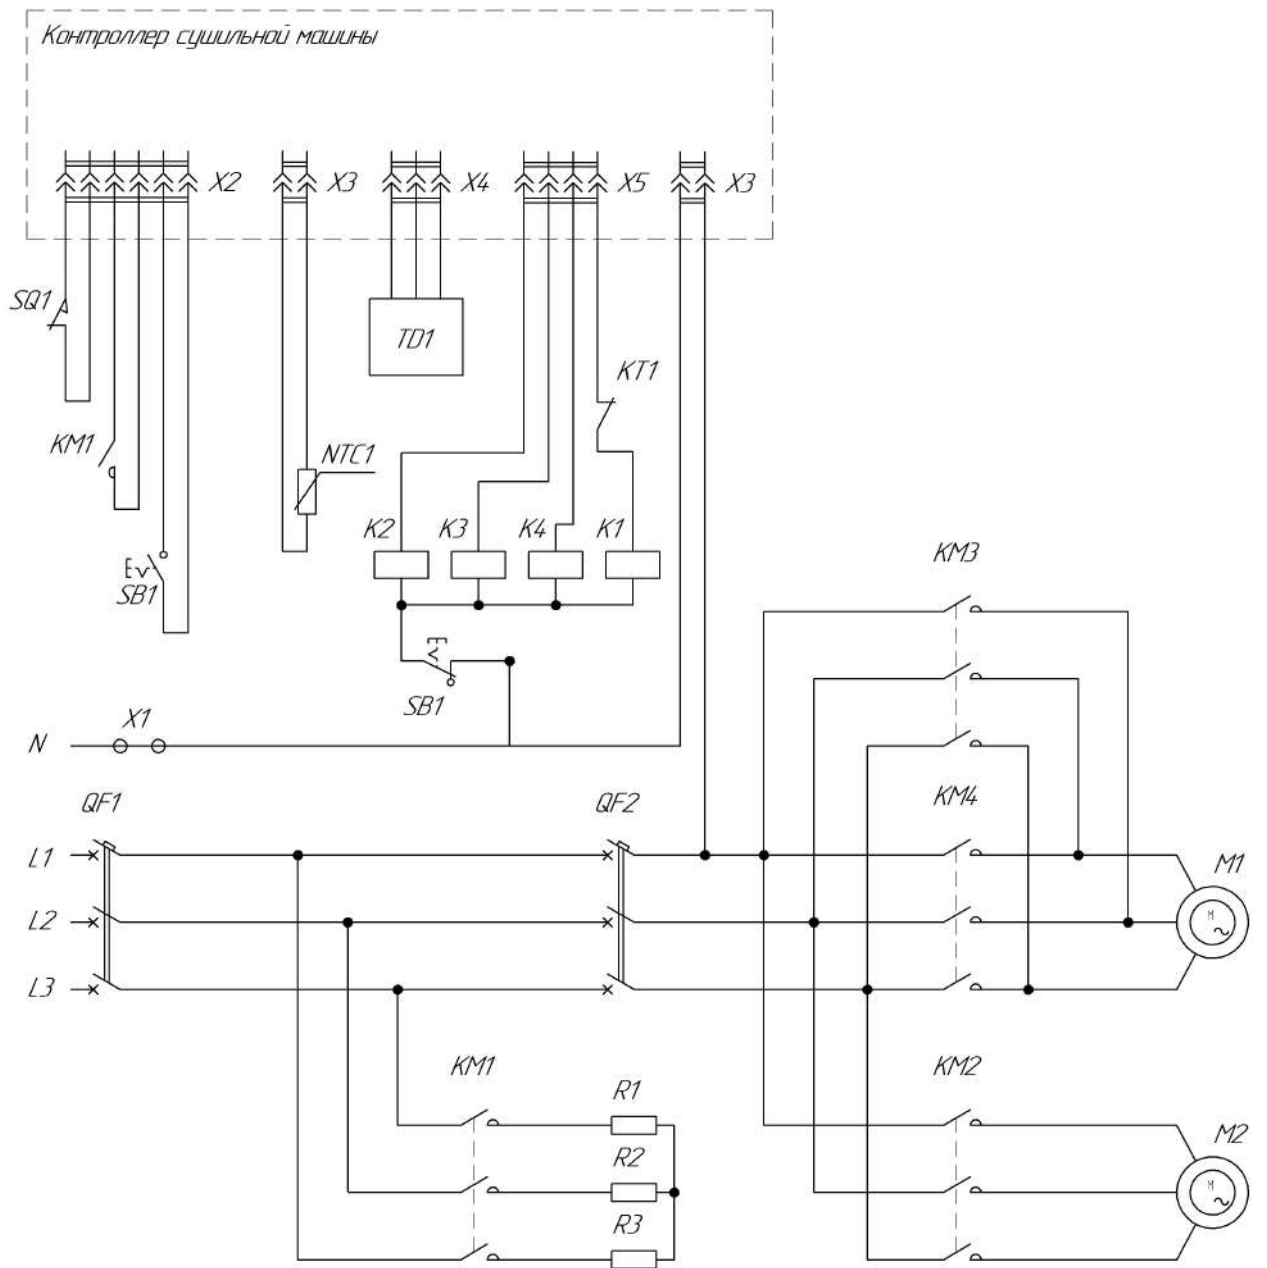 Контроллер сушильной машины
X2
X3
X4
X5
X3
SQ1
TD1
KT1
KM1
NTC1
K2
K3
K4
K1
KM3
SB1
SB1
X1
N
QF1
QF2
KM4
L1
M1
L2
M
L3
KM1
KM2
R1
M2
R2
M
R3